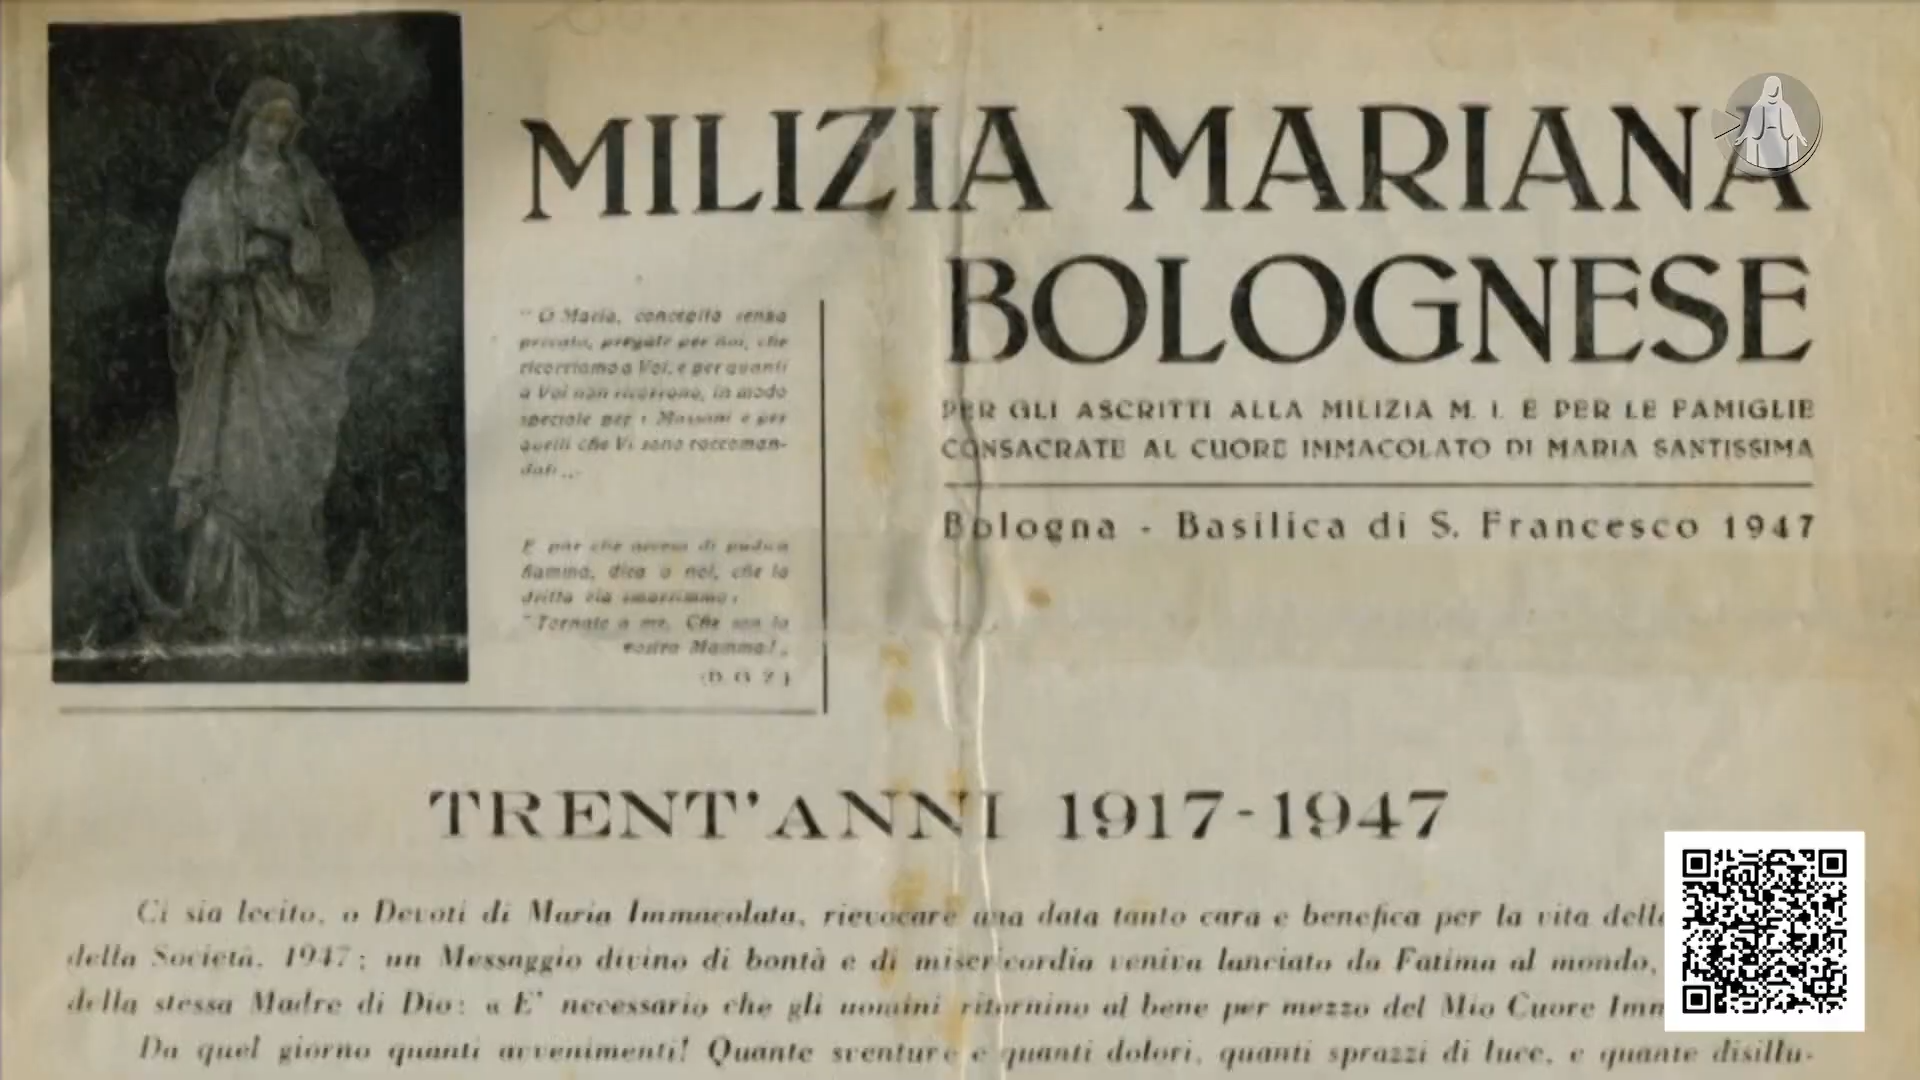 MILIZIA MARIANA
BOLOGNESE
" O Maria, concepita senza
peccato, pregate per noi, che
ricorriamo a Voi, e per quanti
a Voi non ricorrono, in modo
speciale per i Massoni e per
quelli che Vi sono raccoman-
dati „
E par che accesa di pudica
fiamma, dica a noi, che la
dritta via smarrimmo:
"Tornate a me. Che son la
vostra Mamma!„
(D. G. Z.)
PER GLI ASCRITTI ALLA MILIZIA M. I. E PER LE FAMIGLIE
CONSACRATE AL CUORE IMMACOLATO DI MARIA SANTISSIMA
Bologna - Basilica di S. Francesco 1947
TRENT'ANNI 1917-1947
Ci sia lecito, o Devoti di Maria Immacolata, rievocare una data tanto cara e benefica per la vita della
della Società. 1947: un Messaggio divino di bontà e di misericordia veniva lanciato da Fatima al mondo,
della stessa Madre di Dio: « E' necessario che gli uomini ritornino al bene per mezzo del Mio Cuore Imm
Da quel giorno quanti avvenimenti! Quante sventure e quanti dolori, quanti sprazzi di luce, e quante disillu-